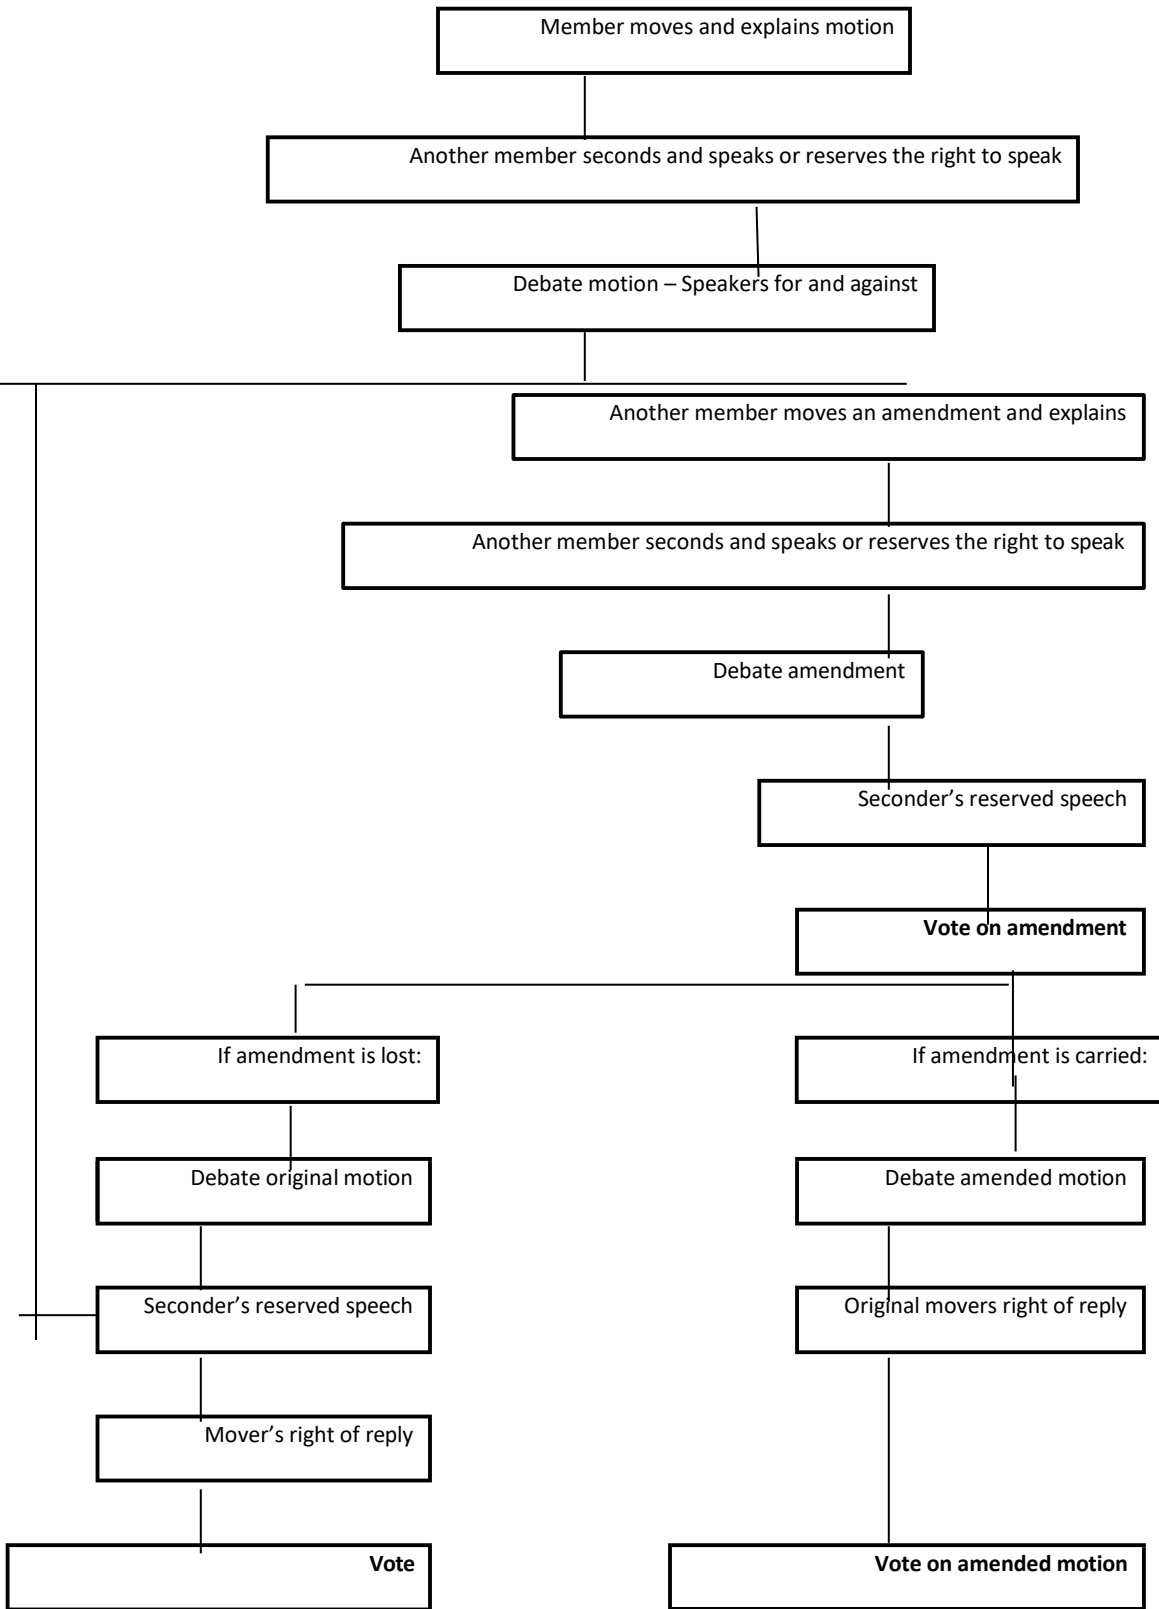 Member moves and explains motion
Another member seconds and speaks or reserves the right to speak
Debate motion – Speakers for and against
Another member moves an amendment and explains
Another member seconds and speaks or reserves the right to speak
Debate amendment
Seconder’s reserved speech
Vote on amendment
If amendment is lost:
If amendment is carried:
Debate original motion
Debate amended motion
Seconder’s reserved speech
Original movers right of reply
Mover’s right of reply
Vote
Vote on amended motion